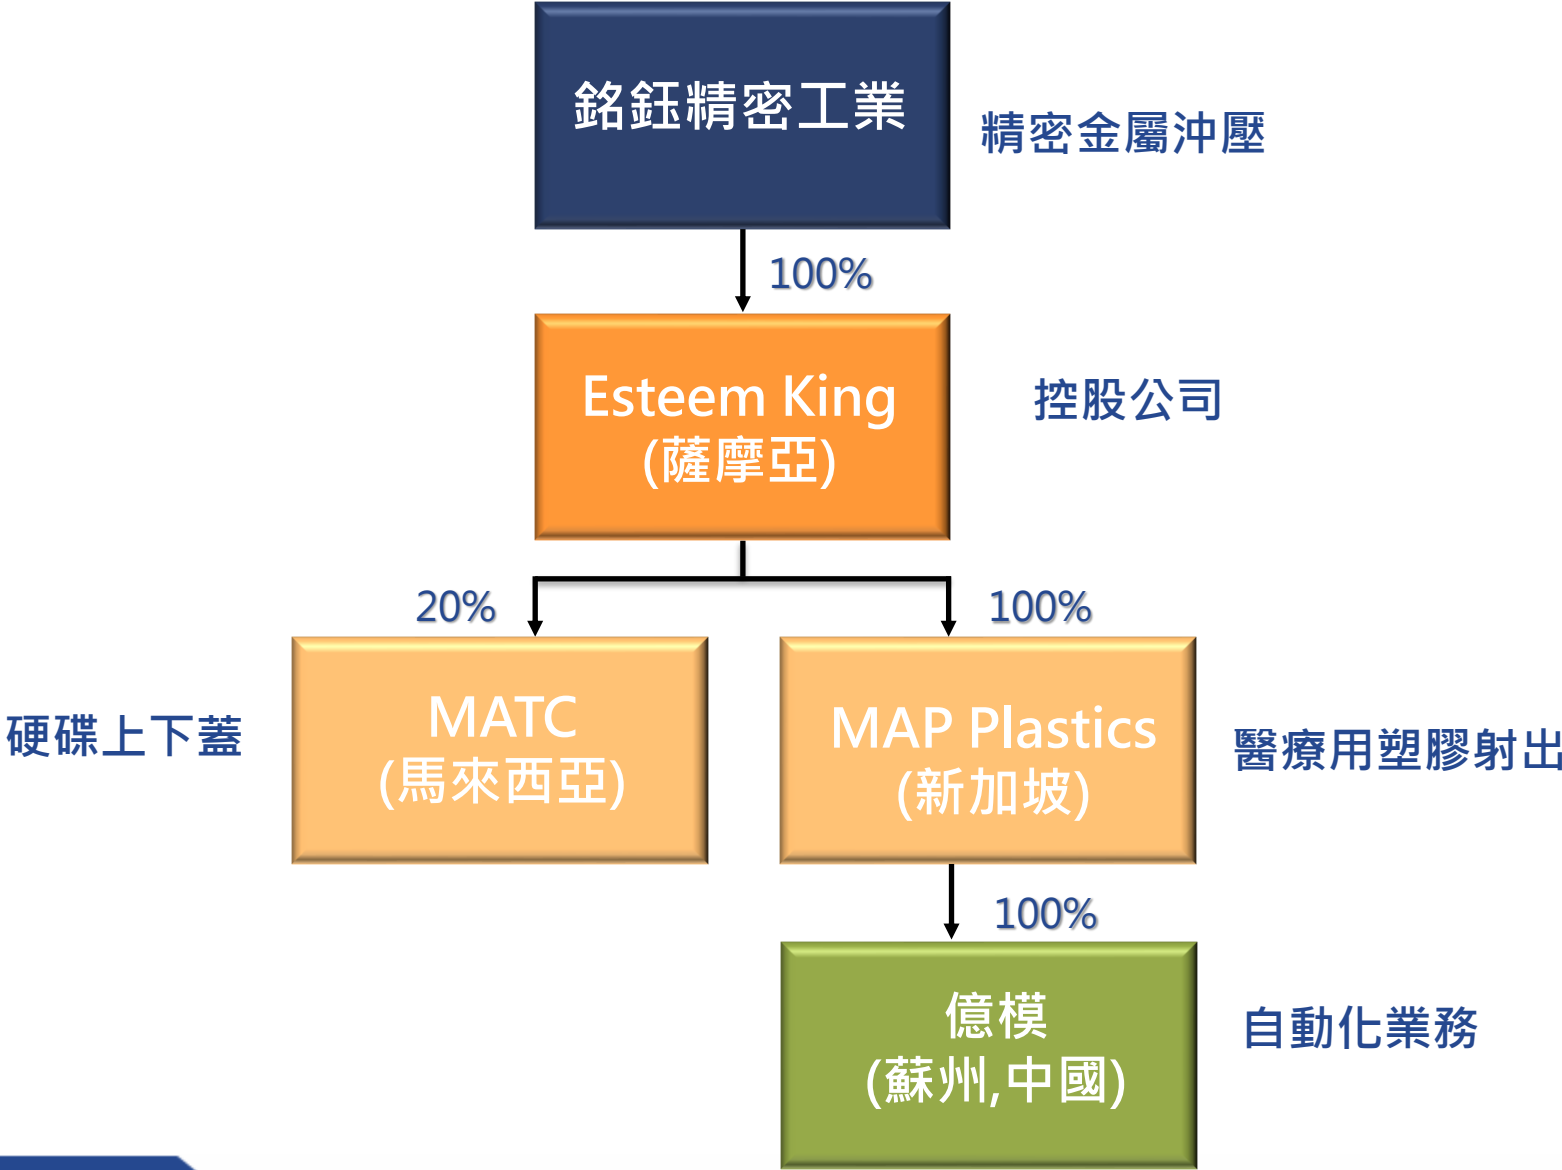 銘鈺精密工業
精密金屬沖壓
100%
Esteem King
(薩摩亞)
控股公司
20%
100%
硬碟上下蓋
MATC
(馬來西亞)
MAP Plastics
(新加坡)
醫療用塑膠射出
100%
億模
(蘇州,中國)
自動化業務